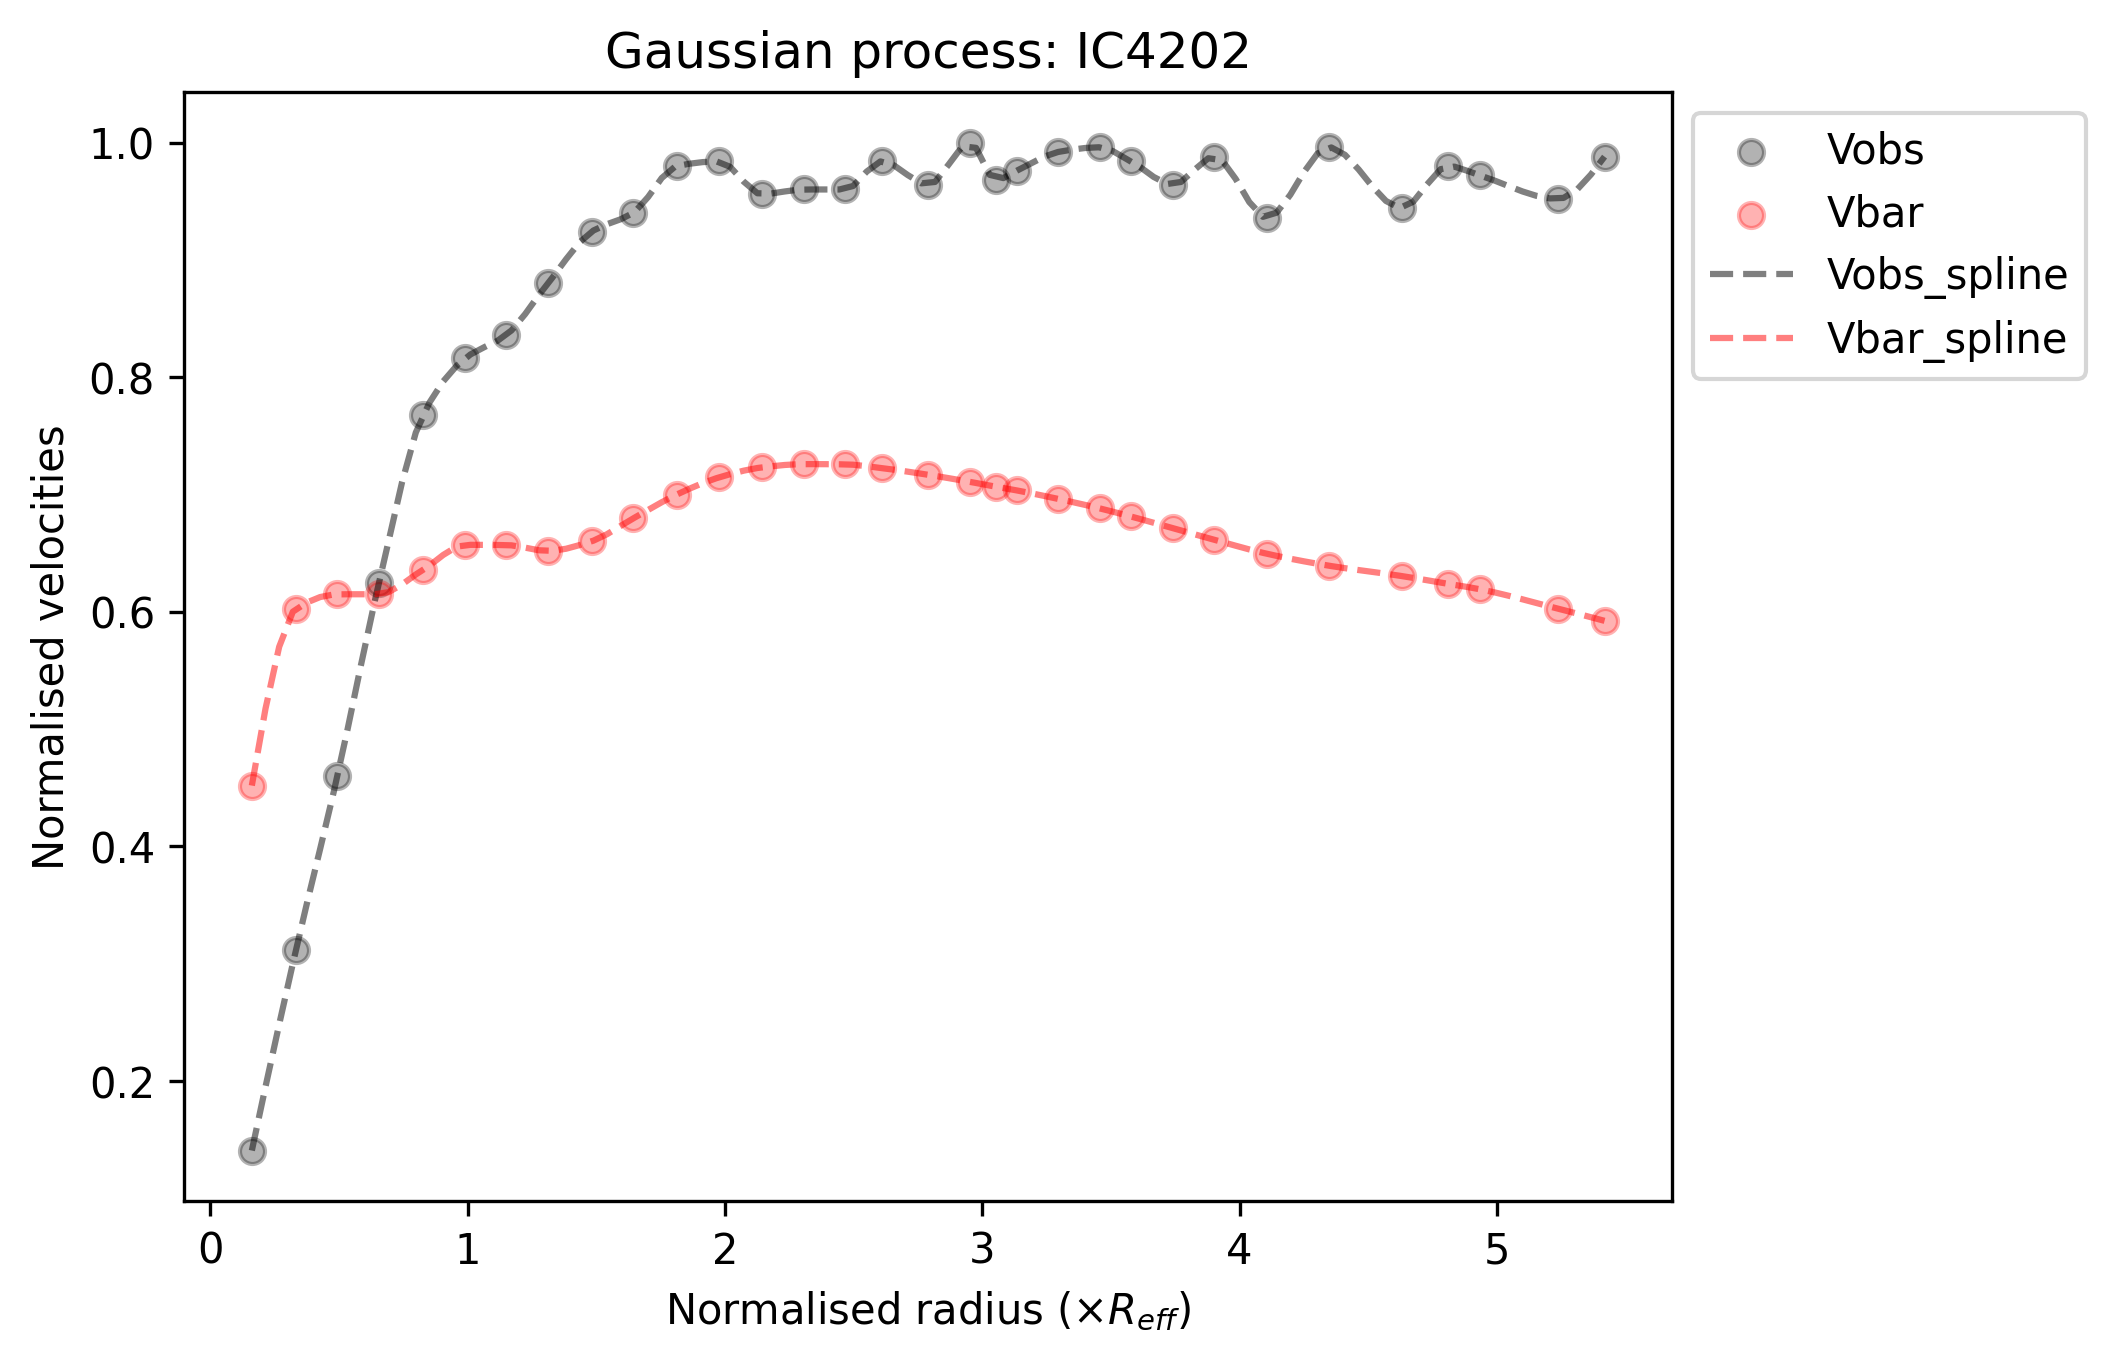 Gaussian process: IC4202
Vobs
Vbar
Vobs_spline
Vbar_spline
1.0
0.8
0.6
0.4
0.2
Normalised velocities
0 1 2 3 4 5
Normalised radius (×R_eff)